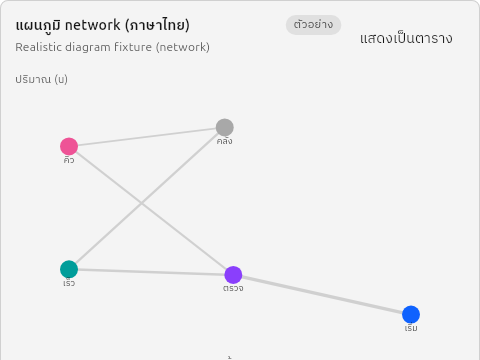 แผนภูมิ network (ภาษาไทย)
ตัวอย่าง
แสดงเป็นตาราง
Realistic diagram fixture (network)
ปริมาณ (น)
คลัง
คิว
เร็ว
ตรวจ
เริ่ม